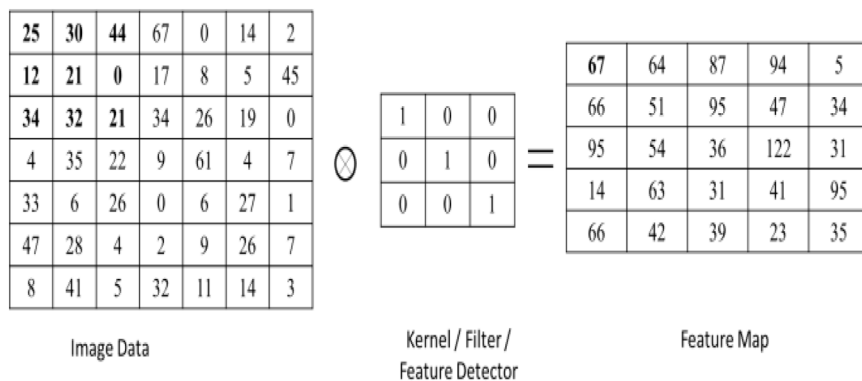 25 30 44 67 0 14 2
12 21 0 17 8 5 45
34 32 21 34 26 19 0
4 35 22 9 61 4 7
33 6 26 0 6 27 1
47 28 4 2 9 26 7
8 41 5 32 11 14 3
Image Data
⊗
1 0 0
0 1 0
0 0 1
Kernel / Filter /
Feature Detector
=
67 64 87 94 5
66 51 95 47 34
95 54 36 122 31
14 63 31 41 95
66 42 39 23 35
Feature Map